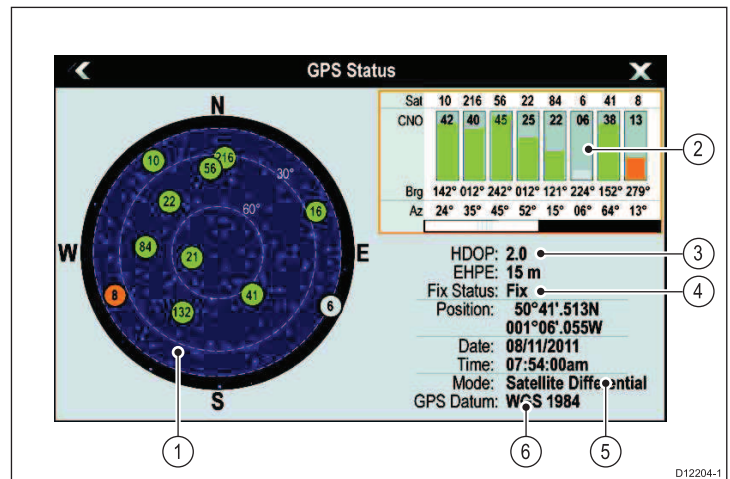 GPS Status
N
W
E
S
10
216
56
30°
22
16
60°
84
21
8
41
6
132
Sat 10 216 56 22 84 6 41 8
CNO 42 40 45 25 22 06 38 13
Brg 142° 012° 242° 012° 121° 224° 152° 279°
Az 24° 35° 45° 52° 15° 06° 64° 13°
HDOP: 2.0
EHPE: 15 m
Fix Status: Fix
Position: 50°41'.513N
001°06'.055W
Date: 08/11/2011
Time: 07:54:00am
Mode: Satellite Differential
GPS Datum: WGS 1984
1
2
3
4
5
6
D12204-1